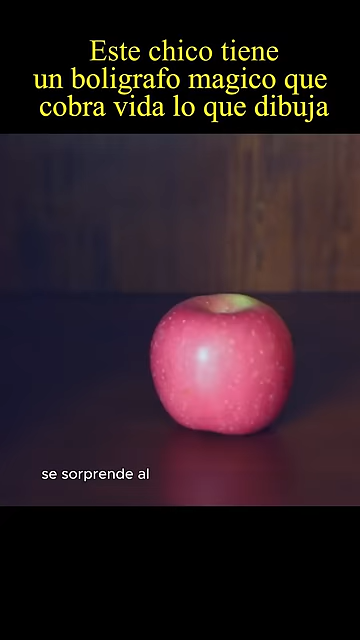 Este chico tiene
un boligrafo magico que
cobra vida lo que dibuja
se sorprende al